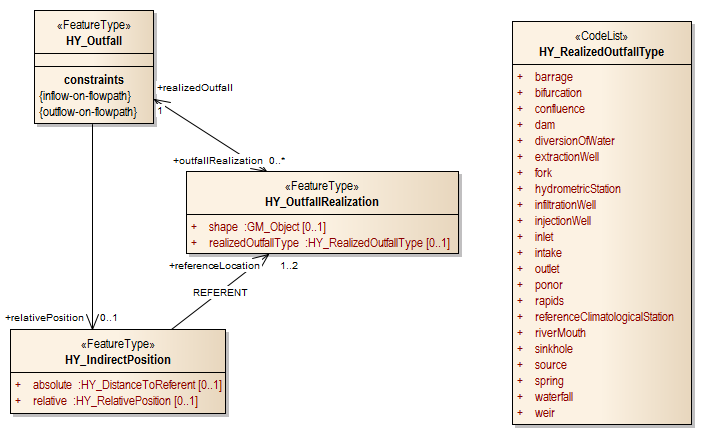 «FeatureType»
HY_Outfall
constraints
{inflow-on-flowpath}
{outflow-on-flowpath}
+realizedOutfall
1
+outfallRealization 0..*
«FeatureType»
HY_OutfallRealization
+ shape :GM_Object [0..1]
+ realizedOutfallType :HY_RealizedOutfallType [0..1]
+referenceLocation 1..2
REFERENT
+relativePosition 0..1
«FeatureType»
HY_IndirectPosition
+ absolute :HY_DistanceToReferent [0..1]
+ relative :HY_RelativePosition [0..1]
«CodeList»
HY_RealizedOutfallType
+ barrage
+ bifurcation
+ confluence
+ dam
+ diversionOfWater
+ extractionWell
+ fork
+ hydrometricStation
+ infiltrationWell
+ injectionWell
+ inlet
+ intake
+ outlet
+ ponor
+ rapids
+ referenceClimatologicalStation
+ riverMouth
+ sinkhole
+ source
+ spring
+ waterfall
+ weir